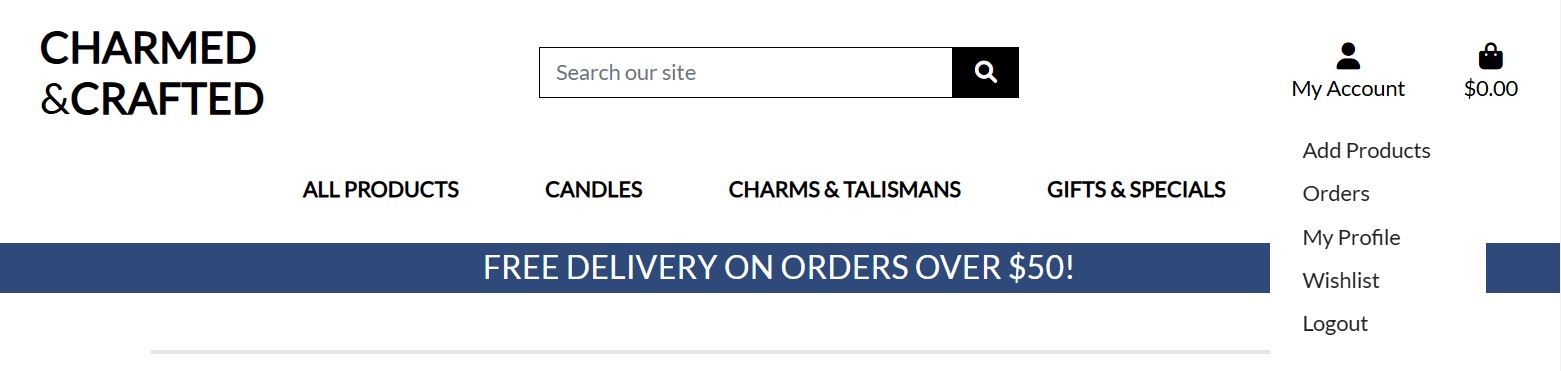 CHARMED
&CRAFTED
Search our site
My Account
$0.00
Add Products
Orders
My Profile
Wishlist
Logout
ALL PRODUCTS
CANDLES
CHARMS & TALISMANS
GIFTS & SPECIALS
FREE DELIVERY ON ORDERS OVER $50!